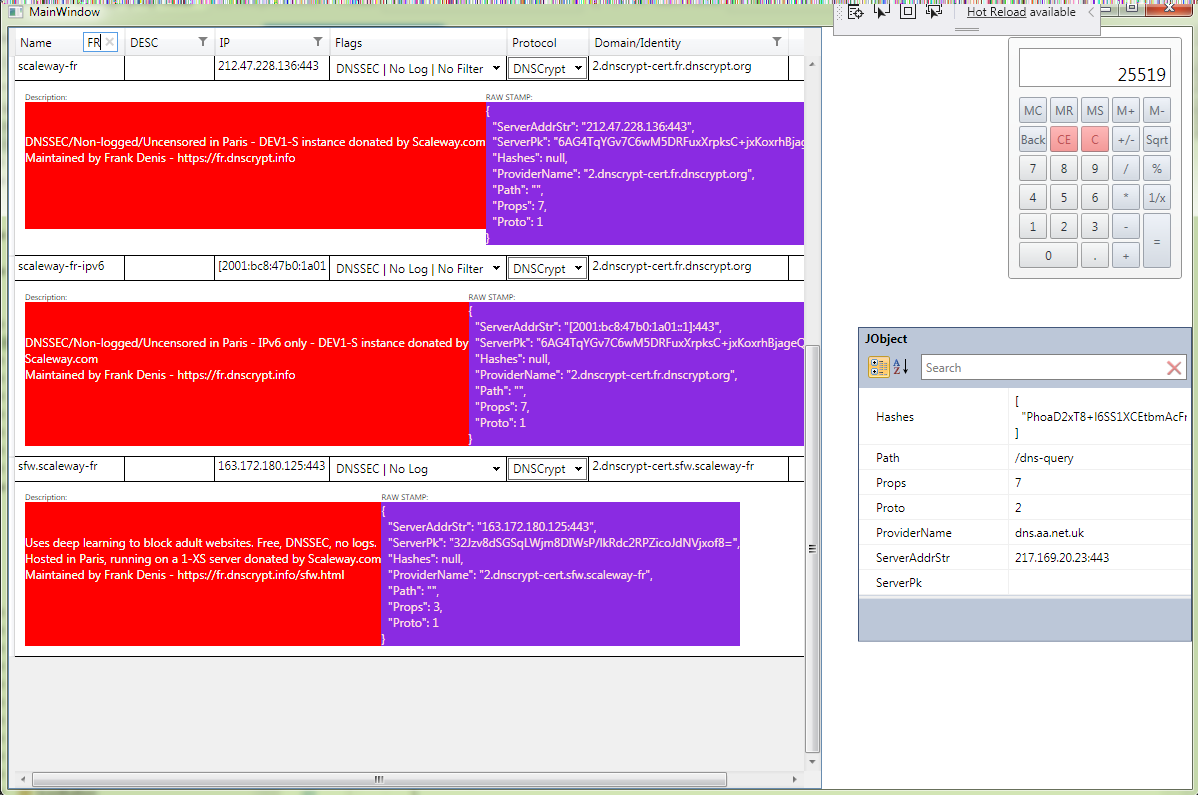 MainWindow
Hot Reload available
Name FR DESC IP Flags Protocol Domain/Identity
scaleway-fr 212.47.228.136:443 DNSSEC | No Log | No Filter DNSCrypt 2.dnscrypt-cert.fr.dnscrypt.org
Description:
DNSSEC/Non-logged/Uncensored in Paris - DEV1-S instance donated by Scaleway.com
Maintained by Frank Denis - https://fr.dnscrypt.info
RAW STAMP:
{
"ServerAddrStr": "212.47.228.136:443",
"ServerPk": "6AG4TqYGv7C6wM5DRFuxXrpksC+jxKoxrhBjag
"Hashes": null,
"ProviderName": "2.dnscrypt-cert.fr.dnscrypt.org",
"Path": "",
"Props": 7,
"Proto": 1
}
scaleway-fr-ipv6 [2001:bc8:47b0:1a01 DNSSEC | No Log | No Filter DNSCrypt 2.dnscrypt-cert.fr.dnscrypt.org
Description:
DNSSEC/Non-logged/Uncensored in Paris - IPv6 only - DEV1-S instance donated by
Scaleway.com
Maintained by Frank Denis - https://fr.dnscrypt.info
RAW STAMP:
{
"ServerAddrStr": "[2001:bc8:47b0:1a01::1]:443",
"ServerPk": "6AG4TqYGv7C6wM5DRFuxXrpksC+jxKoxrhBjageQ
"Hashes": null,
"ProviderName": "2.dnscrypt-cert.fr.dnscrypt.org",
"Path": "",
"Props": 7,
"Proto": 1
}
sfw.scaleway-fr 163.172.180.125:443 DNSSEC | No Log DNSCrypt 2.dnscrypt-cert.sfw.scaleway-fr
Description:
Uses deep learning to block adult websites. Free, DNSSEC, no logs.
Hosted in Paris, running on a 1-XS server donated by Scaleway.com
Maintained by Frank Denis - https://fr.dnscrypt.info/sfw.html
RAW STAMP:
{
"ServerAddrStr": "163.172.180.125:443",
"ServerPk": "32Jzv8dSGSqLWjm8DIWsP/IkRdc2RPZicoJdNVjxof8=",
"Hashes": null,
"ProviderName": "2.dnscrypt-cert.sfw.scaleway-fr",
"Path": "",
"Props": 3,
"Proto": 1
}
25519
MC MR MS M+ M-
Back CE C +/- Sqrt
7 8 9 / %
4 5 6 * 1/x
1 2 3 - =
0 . +
JObject
A
Z
Search
Hashes
[
"PhoaD2xT8+I6SS1XCEtbmAcFr
]
Path /dns-query
Props 7
Proto 2
ProviderName dns.aa.net.uk
ServerAddrStr 217.169.20.23:443
ServerPk